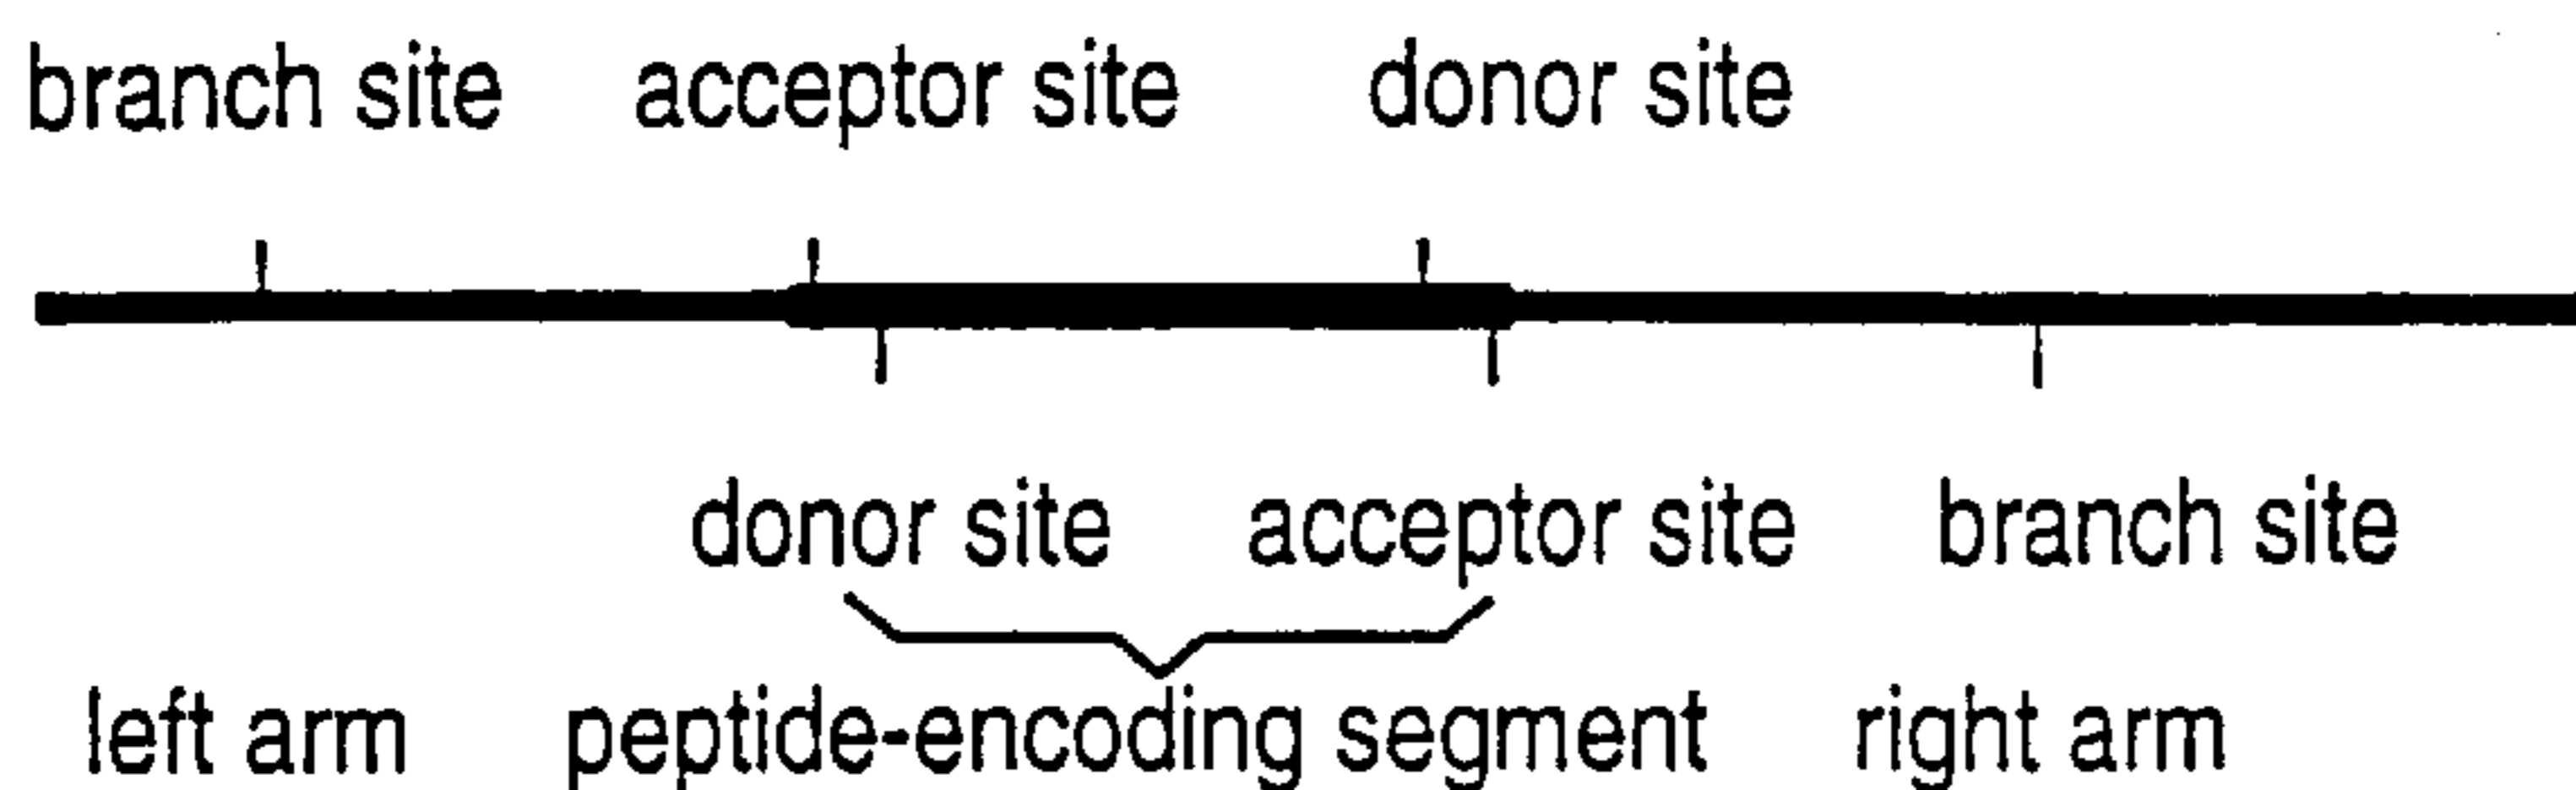 branch site acceptor site donor site
donor site acceptor site branch site
left arm peptide-encoding segment right arm